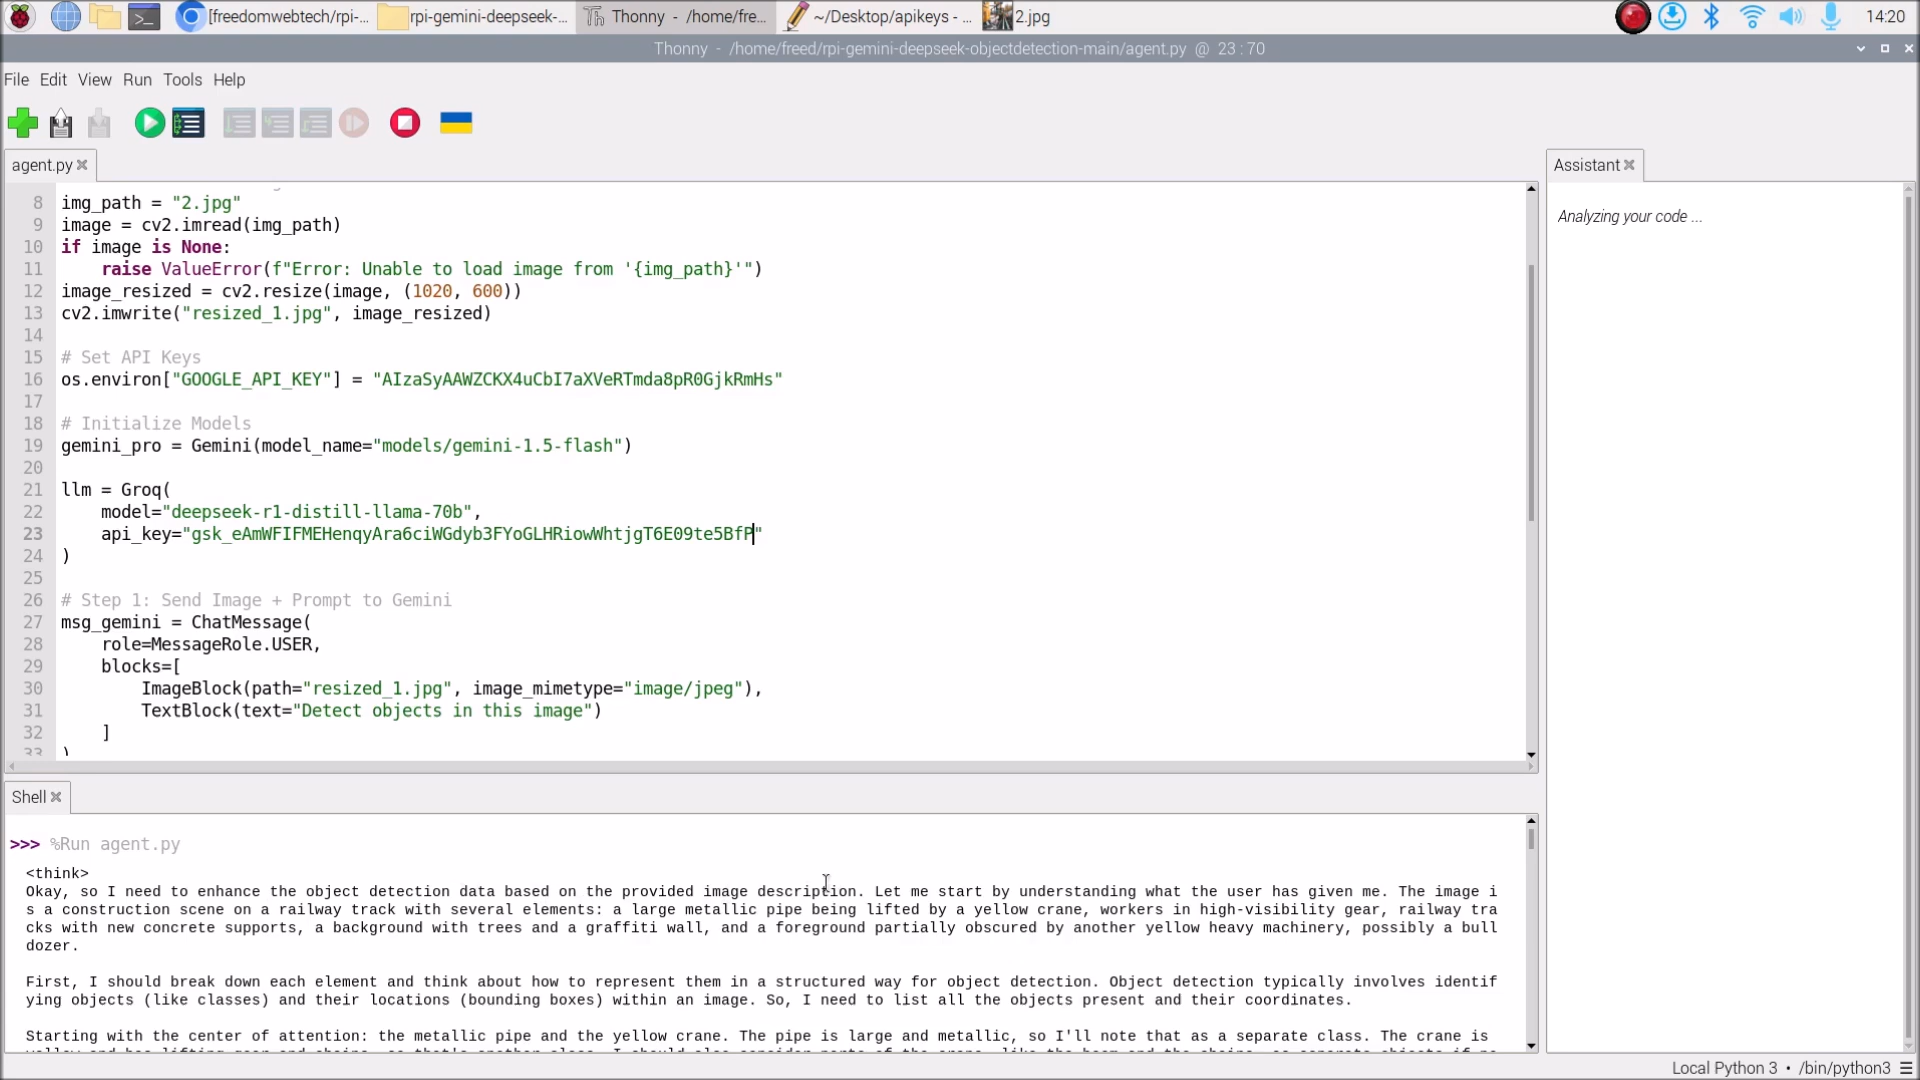 [freedomwebtech/rpi-...
rpi-gemini-deepseek-...
Thonny - /home/fre...
~/Desktop/apikeys - ...
2.jpg
14:20
Thonny - /home/freed/rpi-gemini-deepseek-objectdetection-main/agent.py @ 23 : 70
File Edit View Run Tools Help
agent.py
8 img_path = "2.jpg"
9 image = cv2.imread(img_path)
10 if image is None:
11 raise ValueError(f"Error: Unable to load image from '{img_path}'")
12 image_resized = cv2.resize(image, (1020, 600))
13 cv2.imwrite("resized_1.jpg", image_resized)
14
15 # Set API Keys
16 os.environ["GOOGLE_API_KEY"] = "AIzaSyAAWZCKX4uCbI7aXVeRTmda8pR0GjkRmHs"
17
18 # Initialize Models
19 gemini_pro = Gemini(model_name="models/gemini-1.5-flash")
20
21 llm = Groq(
22 model="deepseek-r1-distill-llama-70b",
23 api_key="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"
24 )
25
26 # Step 1: Send Image + Prompt to Gemini
27 msg_gemini = ChatMessage(
28 role=MessageRole.USER,
29 blocks=[
30 ImageBlock(path="resized_1.jpg", image_mimetype="image/jpeg"),
31 TextBlock(text="Detect objects in this image")
32 ]
33 )
Assistant
Analyzing your code ...
Shell
>>> %Run agent.py
<think>
Okay, so I need to enhance the object detection data based on the provided image description. Let me start by understanding what the user has given me. The image i
s a construction scene on a railway track with several elements: a large metallic pipe being lifted by a yellow crane, workers in high-visibility gear, railway tra
cks with new concrete supports, a background with trees and a graffiti wall, and a foreground partially obscured by another yellow heavy machinery, possibly a bull
dozer.
First, I should break down each element and think about how to represent them in a structured way for object detection. Object detection typically involves identif
ying objects (like classes) and their locations (bounding boxes) within an image. So, I need to list all the objects present and their coordinates.
Starting with the center of attention: the metallic pipe and the yellow crane. The pipe is large and metallic, so I'll note that as a separate class. The crane is
Local Python 3 • /bin/python3 ☰